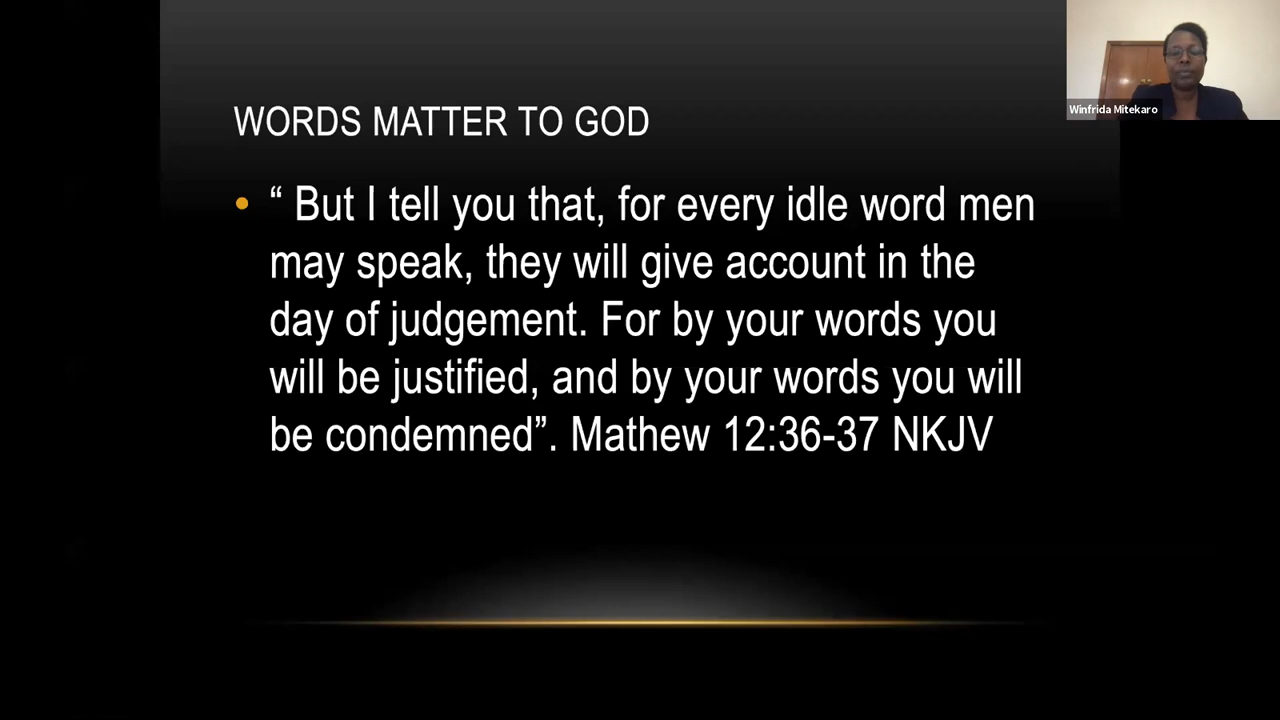 Winfrida Mitekaro
WORDS MATTER TO GOD
• “ But I tell you that, for every idle word men
may speak, they will give account in the
day of judgement. For by your words you
will be justified, and by your words you will
be condemned”. Mathew 12:36-37 NKJV